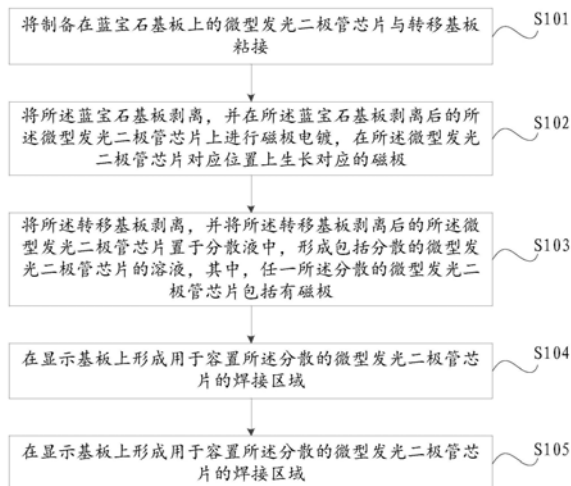 将制备在蓝宝石基板上的微型发光二极管芯片与转移基板
粘接
S101
将所述蓝宝石基板剥离，并在所述蓝宝石基板剥离后的所
述微型发光二极管芯片上进行磁极电镀，在所述微型发光
二极管芯片对应位置上生长对应的磁极
S102
将所述转移基板剥离，并将所述转移基板剥离后的所述微
型发光二极管芯片置于分散液中，形成包括分散的微型发
光二极管芯片的溶液，其中，任一所述分散的微型发光二
极管芯片包括有磁极
S103
在显示基板上形成用于容置所述分散的微型发光二极管芯
片的焊接区域
S104
在显示基板上形成用于容置所述分散的微型发光二极管芯
片的焊接区域
S105